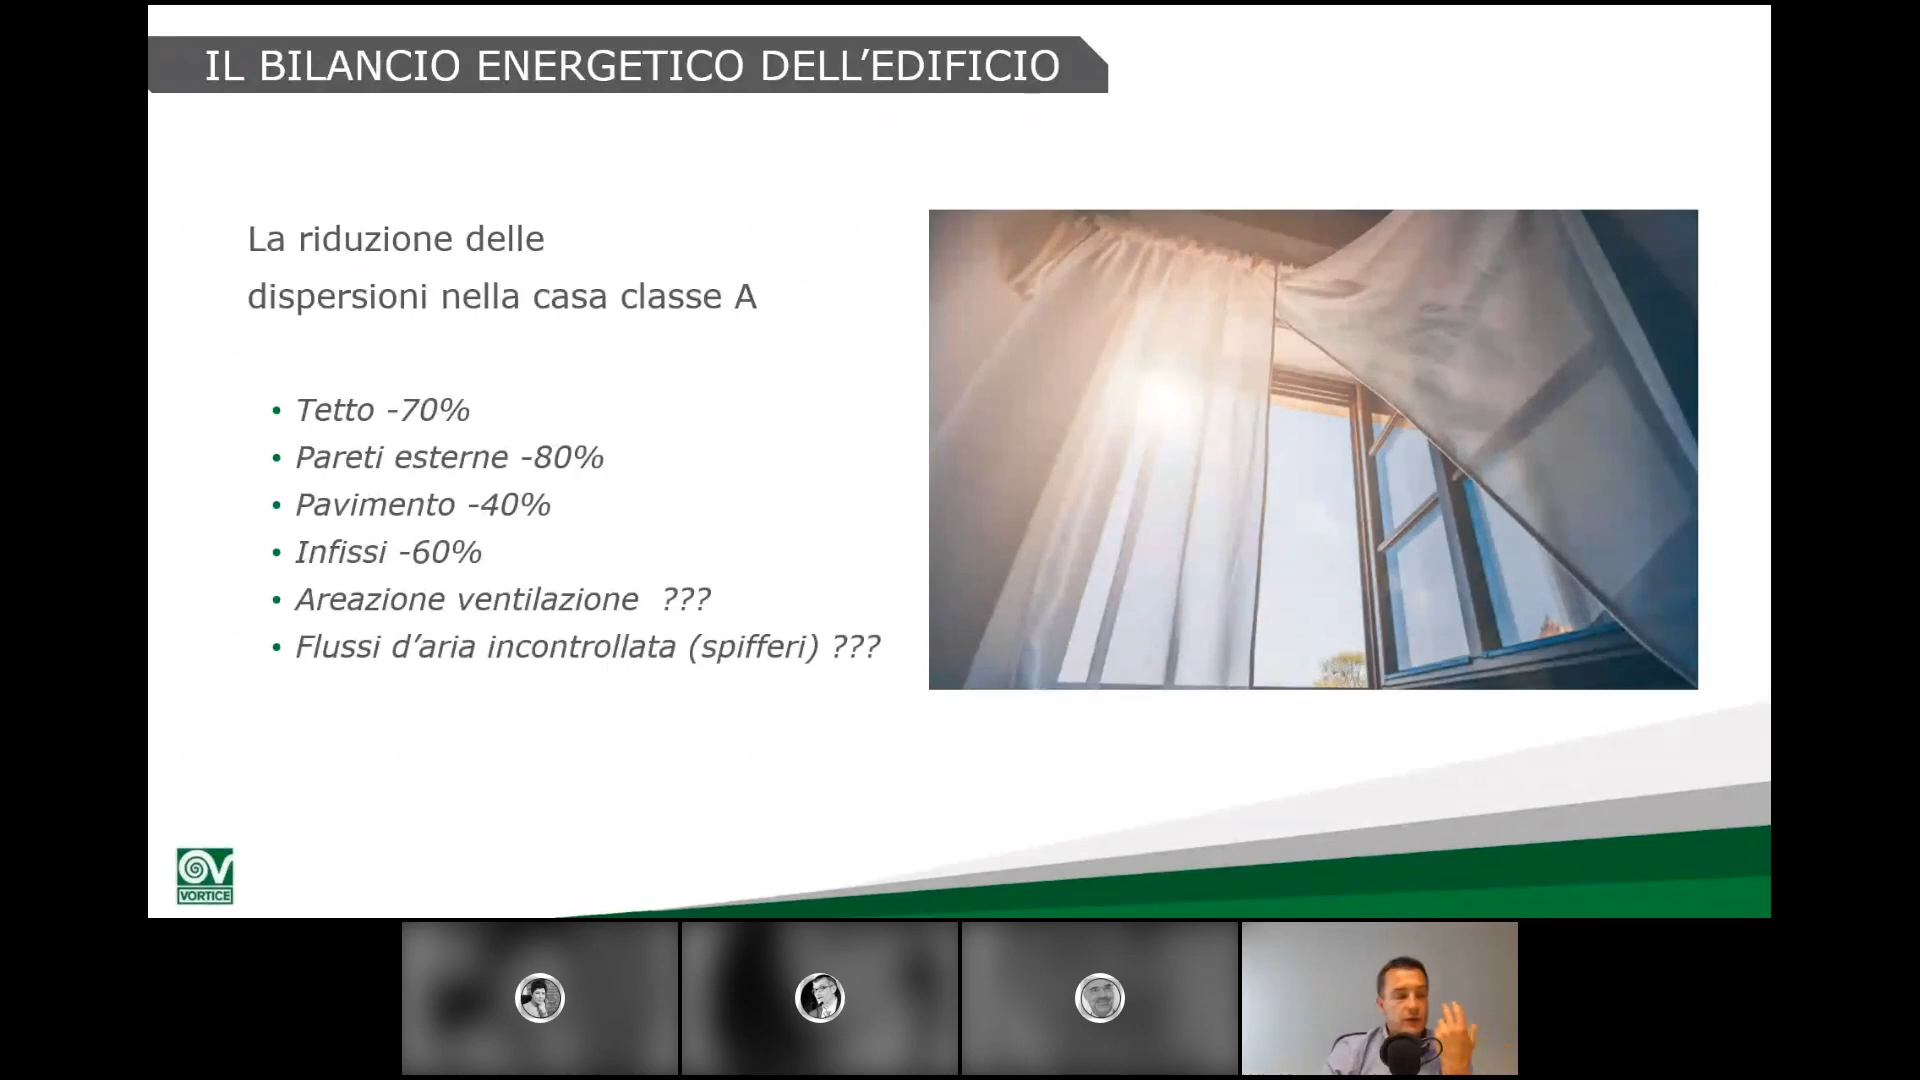 IL BILANCIO ENERGETICO DELL’EDIFICIO
La riduzione delle
dispersioni nella casa classe A
• Tetto -70%
• Pareti esterne -80%
• Pavimento -40%
• Infissi -60%
• Areazione ventilazione  ???
• Flussi d’aria incontrollata (spifferi) ???
VORTICE